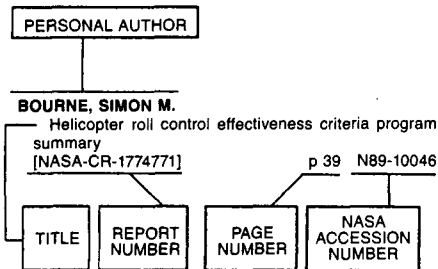 PERSONAL AUTHOR
BOURNE, SIMON M.
Helicopter roll control effectiveness criteria program
summary
[NASA-CR-1774771] p 39 N89-10046
TITLE
REPORT NUMBER
PAGE NUMBER
NASA ACCESSION NUMBER